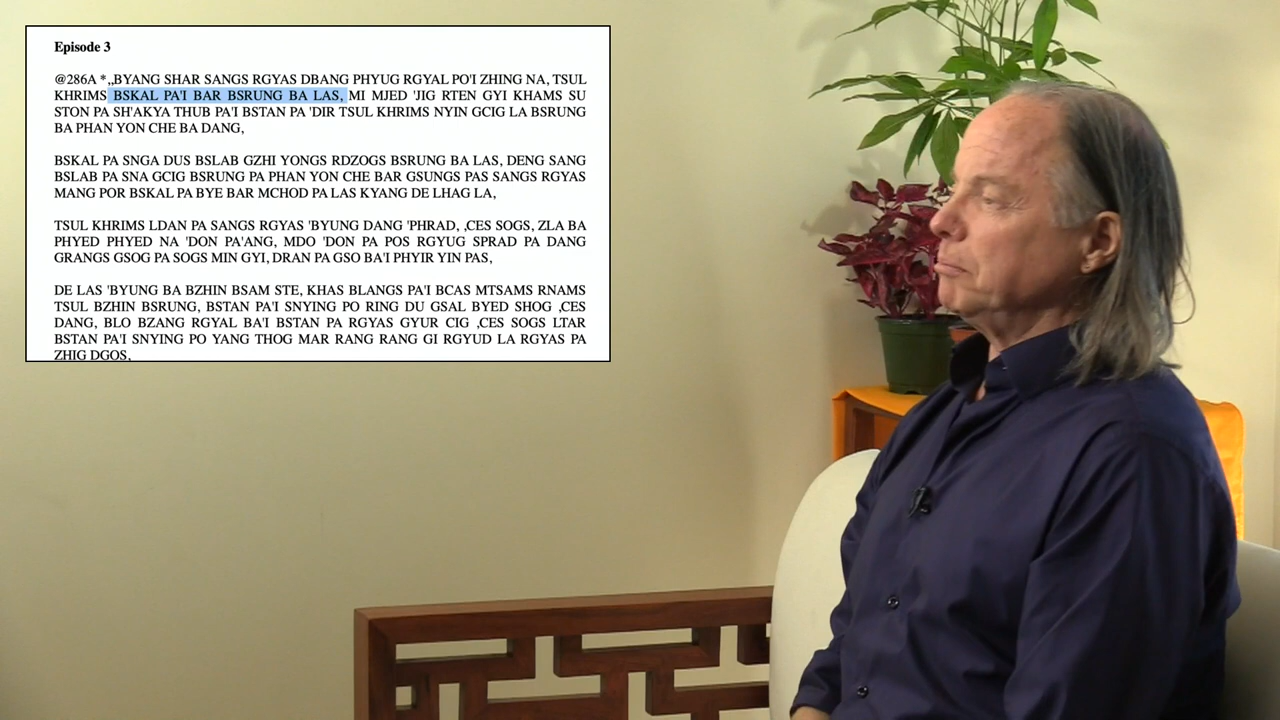 Episode 3
@286A *,,BYANG SHAR SANGS RGYAS DBANG PHYUG RGYAL PO'I ZHING NA, TSUL
KHRIMS BSKAL PA'I BAR BSRUNG BA LAS, MI MJED 'JIG RTEN GYI KHAMS SU
STON PA SH'AKYA THUB PA'I BSTAN PA 'DIR TSUL KHRIMS NYIN GCIG LA BSRUNG
BA PHAN YON CHE BA DANG,
BSKAL PA SNGA DUS BSLAB GZHI YONGS RDZOGS BSRUNG BA LAS, DENG SANG
BSLAB PA SNA GCIG BSRUNG PA PHAN YON CHE BAR GSUNGS PAS SANGS RGYAS
MANG POR BSKAL PA BYE BAR MCHOD PA LAS KYANG DE LHAG LA,
TSUL KHRIMS LDAN PA SANGS RGYAS 'BYUNG DANG 'PHRAD, ,CES SOGS, ZLA BA
PHYED PHYED NA 'DON PA'ANG, MDO 'DON PA POS RGYUG SPRAD PA DANG
GRANGS GSOG PA SOGS MIN GYI, DRAN PA GSO BA'I PHYIR YIN PAS,
DE LAS 'BYUNG BA BZHIN BSAM STE, KHAS BLANGS PA'I BCAS MTSAMS RNAMS
TSUL BZHIN BSRUNG, BSTAN PA'I SNYING PO RING DU GSAL BYED SHOG ,CES
DANG, BLO BZANG RGYAL BA'I BSTAN PA RGYAS GYUR CIG ,CES SOGS LTAR
BSTAN PA'I SNYING PO YANG THOG MAR RANG RANG GI RGYUD LA RGYAS PA
ZHIG DGOS,